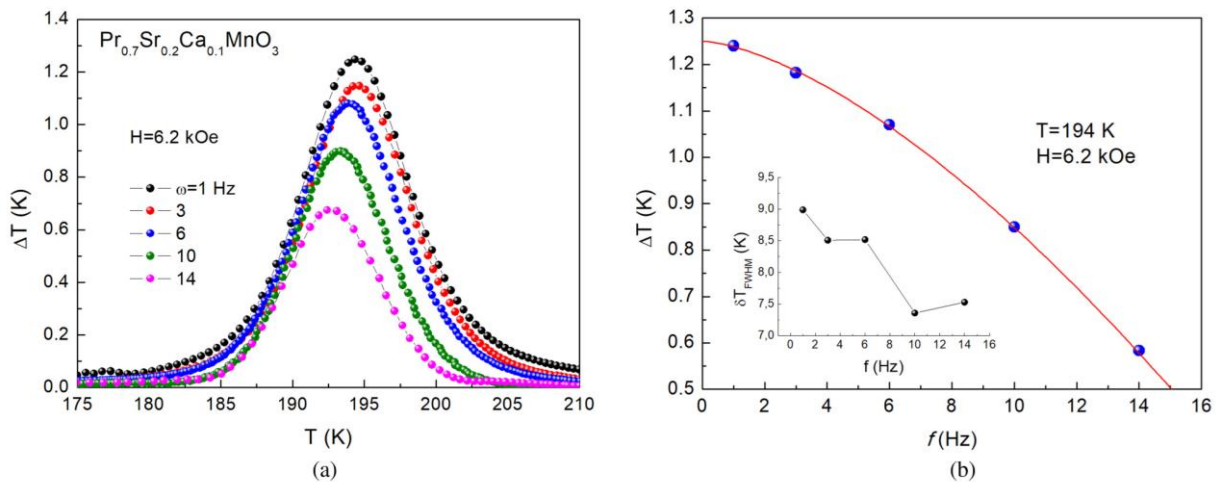 Pr0.7Sr0.2Ca0.1MnO3
H=6.2 kOe
ω=1 Hz
3
6
10
14
ΔT (K)
1.4
1.2
1.0
0.8
0.6
0.4
0.2
0.0
175 180 185 190 195 200 205 210
T (K)
(a)
1.3
1.2
1.1
1.0
0.9
0.8
0.7
0.6
0.5
ΔT (K)
T=194 K
H=6.2 kOe
9,5
9,0
8,5
8,0
7,5
7,0
δT_FWHM (K)
0 2 4 6 8 10 12 14 16
f (Hz)
0 2 4 6 8 10 12 14 16
f(Hz)
(b)